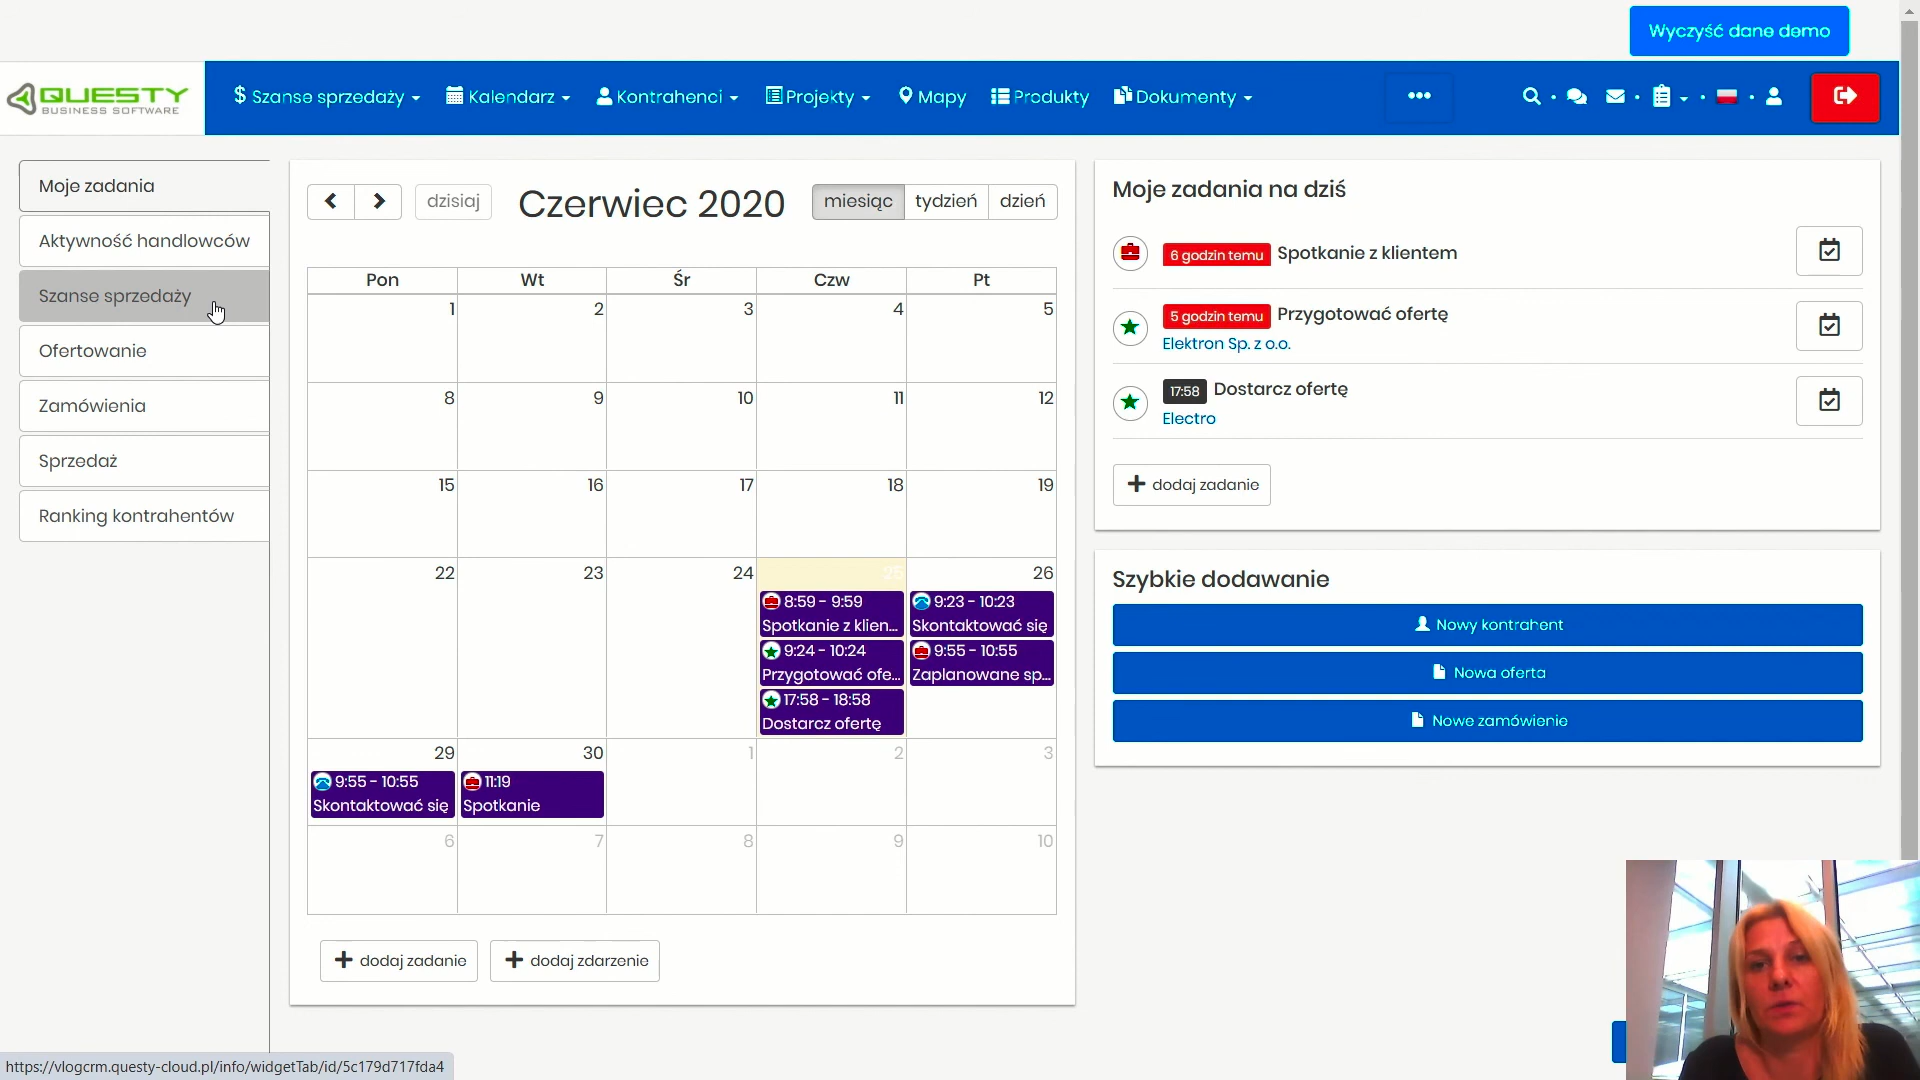 Wyczyść dane demo
QUESTY
BUSINESS SOFTWARE
$ Szanse sprzedaży
Kalendarz
Kontrahenci
Projekty
Mapy
Produkty
Dokumenty
Moje zadania
Aktywność handlowców
Szanse sprzedaży
Ofertowanie
Zamówienia
Sprzedaż
Ranking kontrahentów
dzisiaj
Czerwiec 2020
miesiąc tydzień dzień
Pon Wt Śr Czw Pt
1 2 3 4 5
8 9 10 11 12
15 16 17 18 19
22 23 24 25 26
8:59 - 9:59
Spotkanie z klien...
9:24 - 10:24
Przygotować ofe...
17:58 - 18:58
Dostarcz ofertę
9:23 - 10:23
Skontaktować się
9:55 - 10:55
Zaplanowane sp...
29 30 1 2 3
9:55 - 10:55
Skontaktować się
11:19
Spotkanie
6 7 8 9 10
+ dodaj zadanie
+ dodaj zdarzenie
Moje zadania na dziś
6 godzin temu Spotkanie z klientem
5 godzin temu Przygotować ofertę
Elektron Sp. z o.o.
17:58 Dostarcz ofertę
Electro
+ dodaj zadanie
Szybkie dodawanie
Nowy kontrahent
Nowa oferta
Nowe zamówienie
https://vlogcrm.questy-cloud.pl/info/widgetTab/id/5c179d717fda4